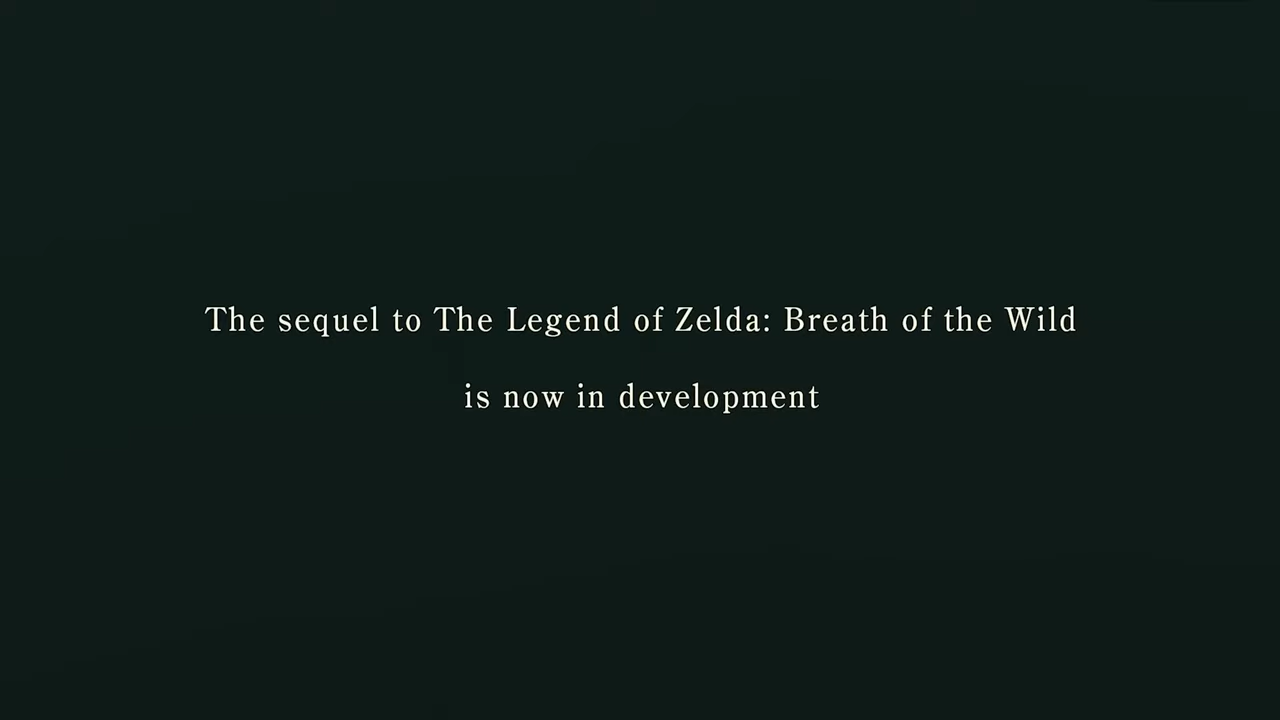 The sequel to The Legend of Zelda: Breath of the Wild
is now in development